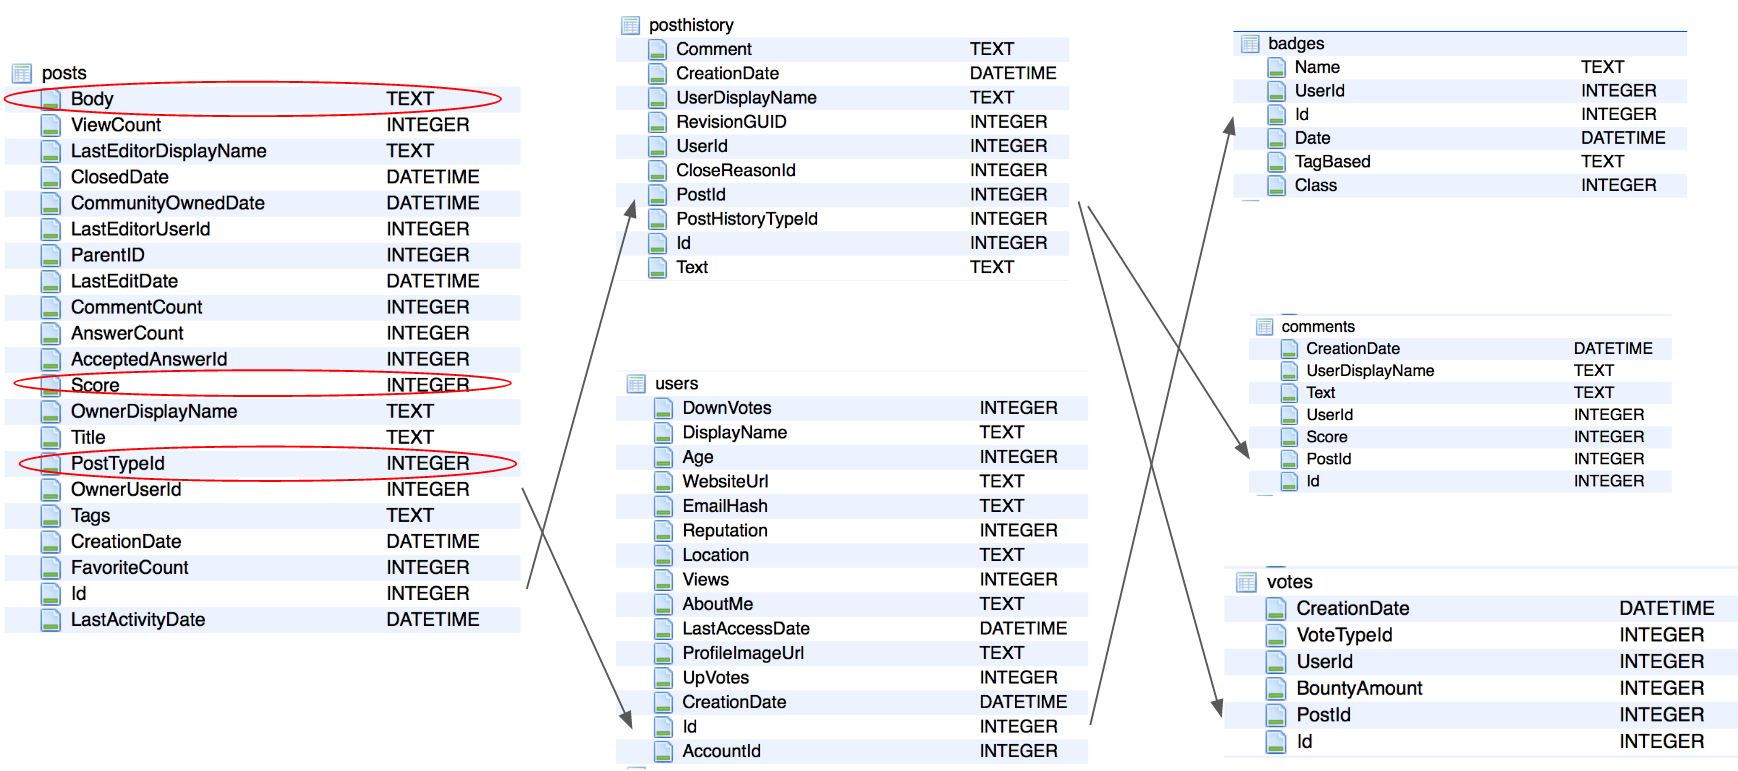 posts
Body TEXT
ViewCount INTEGER
LastEditorDisplayName TEXT
ClosedDate DATETIME
CommunityOwnedDate DATETIME
LastEditorUserId INTEGER
ParentID INTEGER
LastEditDate DATETIME
CommentCount INTEGER
AnswerCount INTEGER
AcceptedAnswerId INTEGER
Score INTEGER
OwnerDisplayName TEXT
Title TEXT
PostTypeId INTEGER
OwnerUserId INTEGER
Tags TEXT
CreationDate DATETIME
FavoriteCount INTEGER
Id INTEGER
LastActivityDate DATETIME
posthistory
Comment TEXT
CreationDate DATETIME
UserDisplayName TEXT
RevisionGUID INTEGER
UserId INTEGER
CloseReasonId INTEGER
PostId INTEGER
PostHistoryTypeId INTEGER
Id INTEGER
Text TEXT
users
DownVotes INTEGER
DisplayName TEXT
Age INTEGER
WebsiteUrl TEXT
EmailHash TEXT
Reputation INTEGER
Location TEXT
Views INTEGER
AboutMe TEXT
LastAccessDate DATETIME
ProfileImageUrl TEXT
UpVotes INTEGER
CreationDate DATETIME
Id INTEGER
AccountId INTEGER
badges
Name TEXT
UserId INTEGER
Id INTEGER
Date DATETIME
TagBased TEXT
Class INTEGER
comments
CreationDate DATETIME
UserDisplayName TEXT
Text TEXT
UserId INTEGER
Score INTEGER
PostId INTEGER
Id INTEGER
votes
CreationDate DATETIME
VoteTypeId INTEGER
UserId INTEGER
BountyAmount INTEGER
PostId INTEGER
Id INTEGER